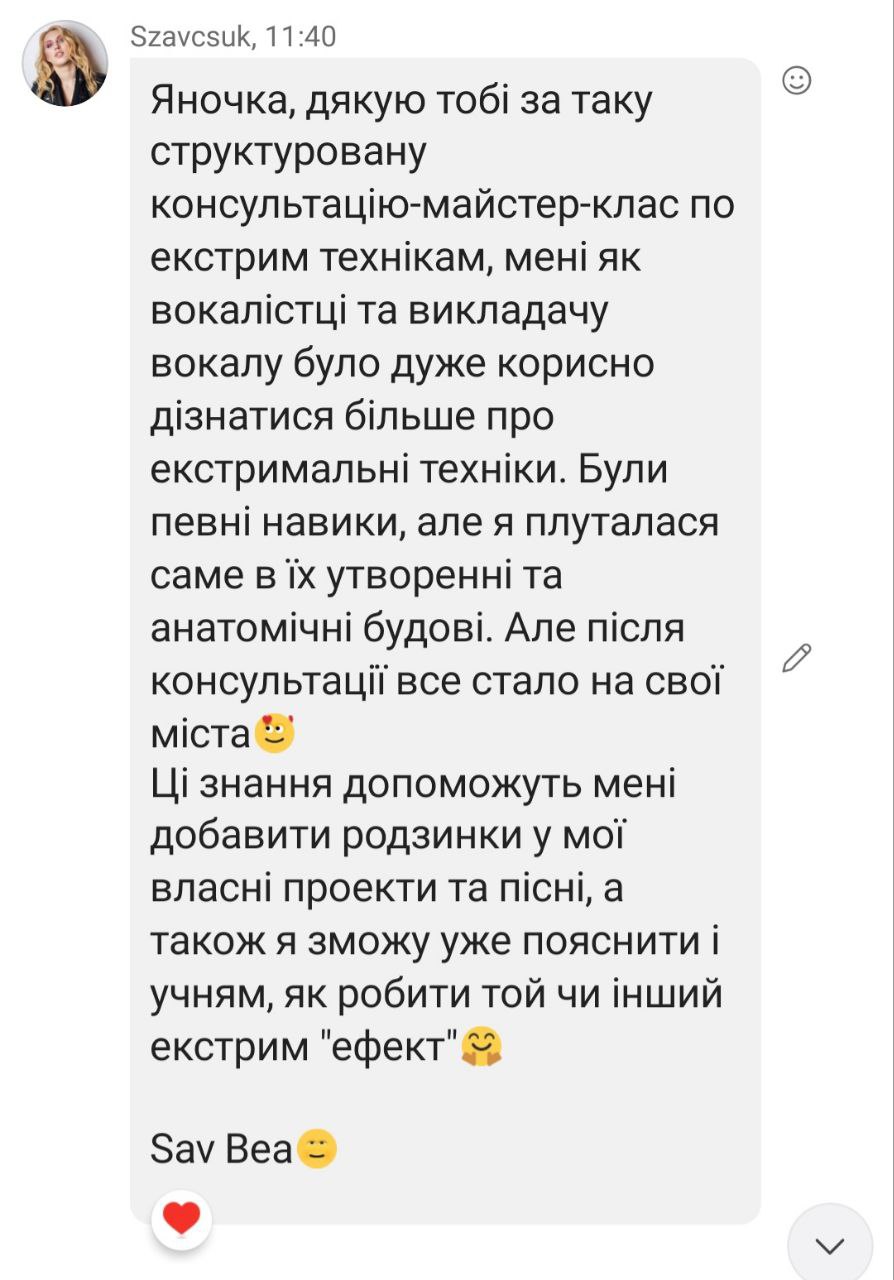 Szavcsuk, 11:40
Яночка, дякую тобі за таку
структуровану
консультацію-майстер-клас по
екстрим технікам, мені як
вокалістці та викладачу
вокалу було дуже корисно
дізнатися більше про
екстримальні техніки. Були
певні навики, але я плуталася
саме в їх утворенні та
анатомічні будові. Але після
консультації все стало на свої
міста🥰
Ці знання допоможуть мені
добавити родзинки у мої
власні проекти та пісні, а
також я зможу уже пояснити і
учням, як робити той чи інший
екстрим "ефект"🤗
Sav Bea😏